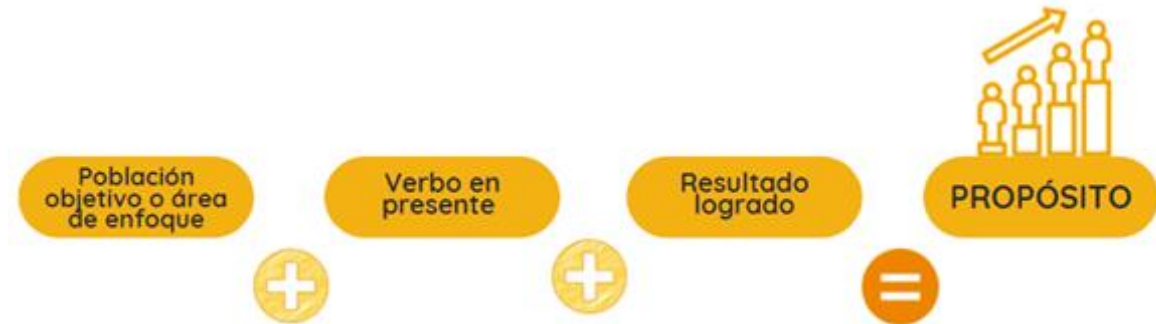 Población
objetivo o área
de enfoque
Verbo en
presente
Resultado
logrado
PROPÓSITO